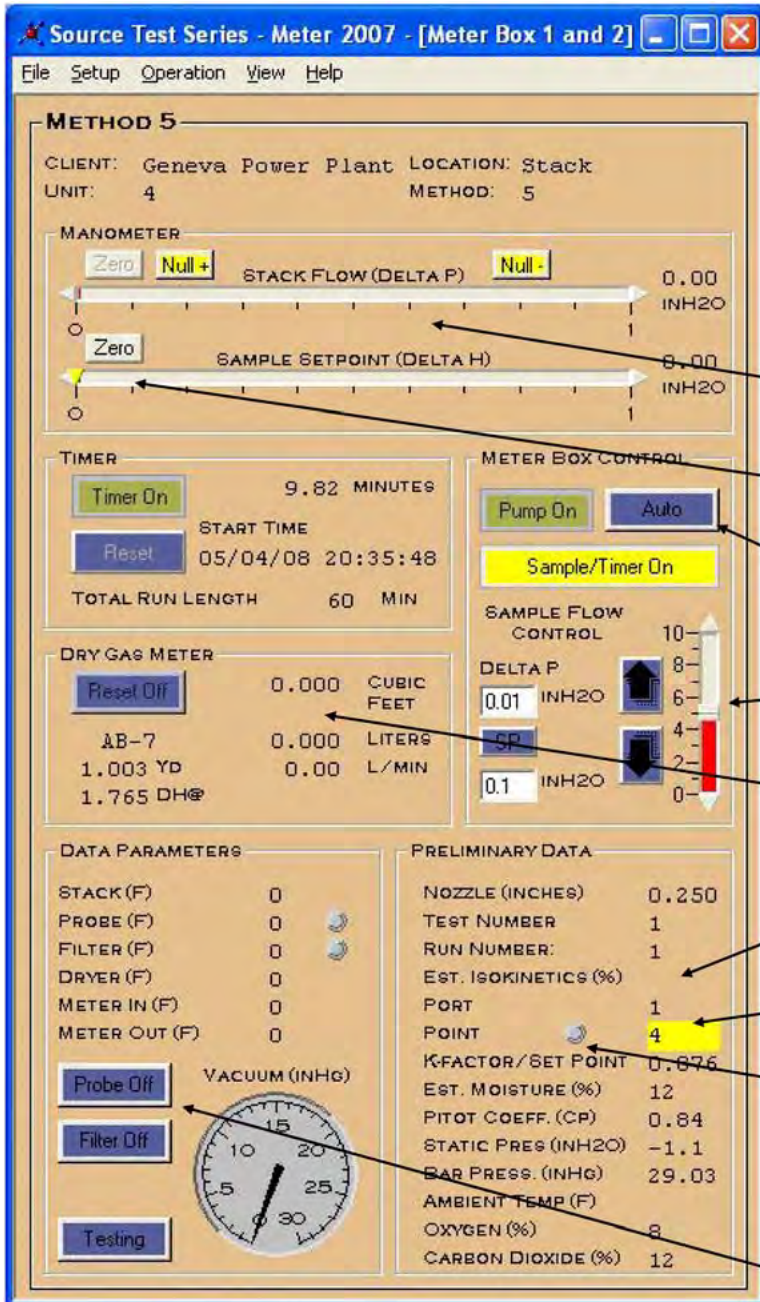 Source Test Series - Meter 2007 - [Meter Box 1 and 2]
File Setup Operation View Help
METHOD 5
CLIENT: Geneva Power Plant LOCATION: Stack
UNIT: 4 METHOD: 5
MANOMETER
Zero Null + STACK FLOW (DELTA P) Null - 0.00
INH2O
0 1
Zero SAMPLE SETPOINT (DELTA H) 0.00
INH2O
0 1
TIMER
Timer On 9.82 MINUTES
START TIME
Reset 05/04/08 20:35:48
TOTAL RUN LENGTH 60 MIN
METER BOX CONTROL
Pump On Auto
Sample/Timer On
SAMPLE FLOW
CONTROL
DELTA P
0.01 INH2O
SP
0.1 INH2O
10
8
6
4
2
0
DRY GAS METER
Reset Off 0.000 CUBIC
FEET
AB-7 0.000 LITERS
1.003 YD 0.00 L/MIN
1.765 DH@
DATA PARAMETERS
STACK (F) 0
PROBE (F) 0
FILTER (F) 0
DRYER (F) 0
METER IN (F) 0
METER OUT (F) 0
Probe Off VACUUM (INHG)
Filter Off
Testing
0 5 10 15 20 25 30
PRELIMINARY DATA
NOZZLE (INCHES) 0.250
TEST NUMBER 1
RUN NUMBER: 1
EST. ISOKINETICS (%)
PORT 1
POINT 4
K-FACTOR/SET POINT 0.876
EST. MOISTURE (%) 12
PITOT COEFF. (CP) 0.84
STATIC PRES (INH2O) -1.1
BAR PRESS. (INHG) 29.03
AMBIENT TEMP (F)
OXYGEN (%) 8
CARBON DIOXIDE (%) 12